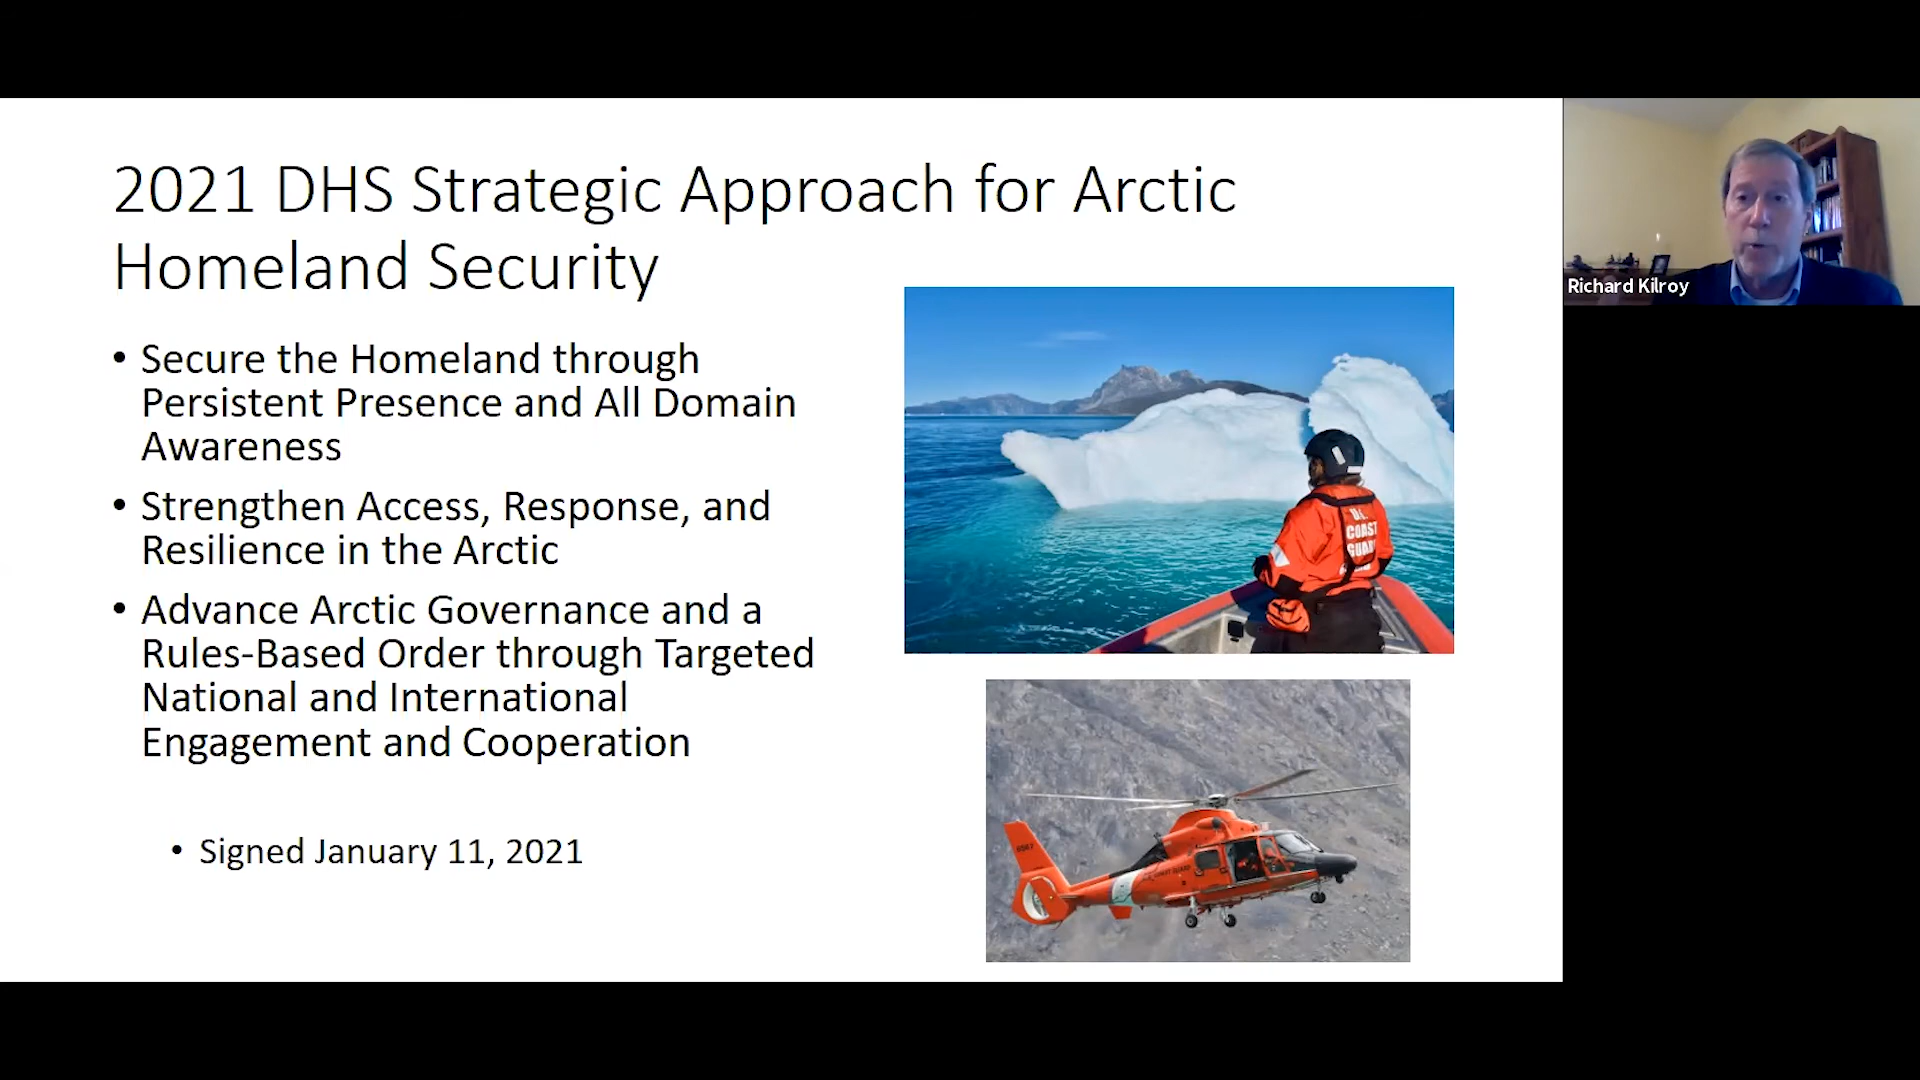 2021 DHS Strategic Approach for Arctic
Homeland Security
• Secure the Homeland through
Persistent Presence and All Domain
Awareness
• Strengthen Access, Response, and
Resilience in the Arctic
• Advance Arctic Governance and a
Rules-Based Order through Targeted
National and International
Engagement and Cooperation
• Signed January 11, 2021
COAST
Richard Kilroy